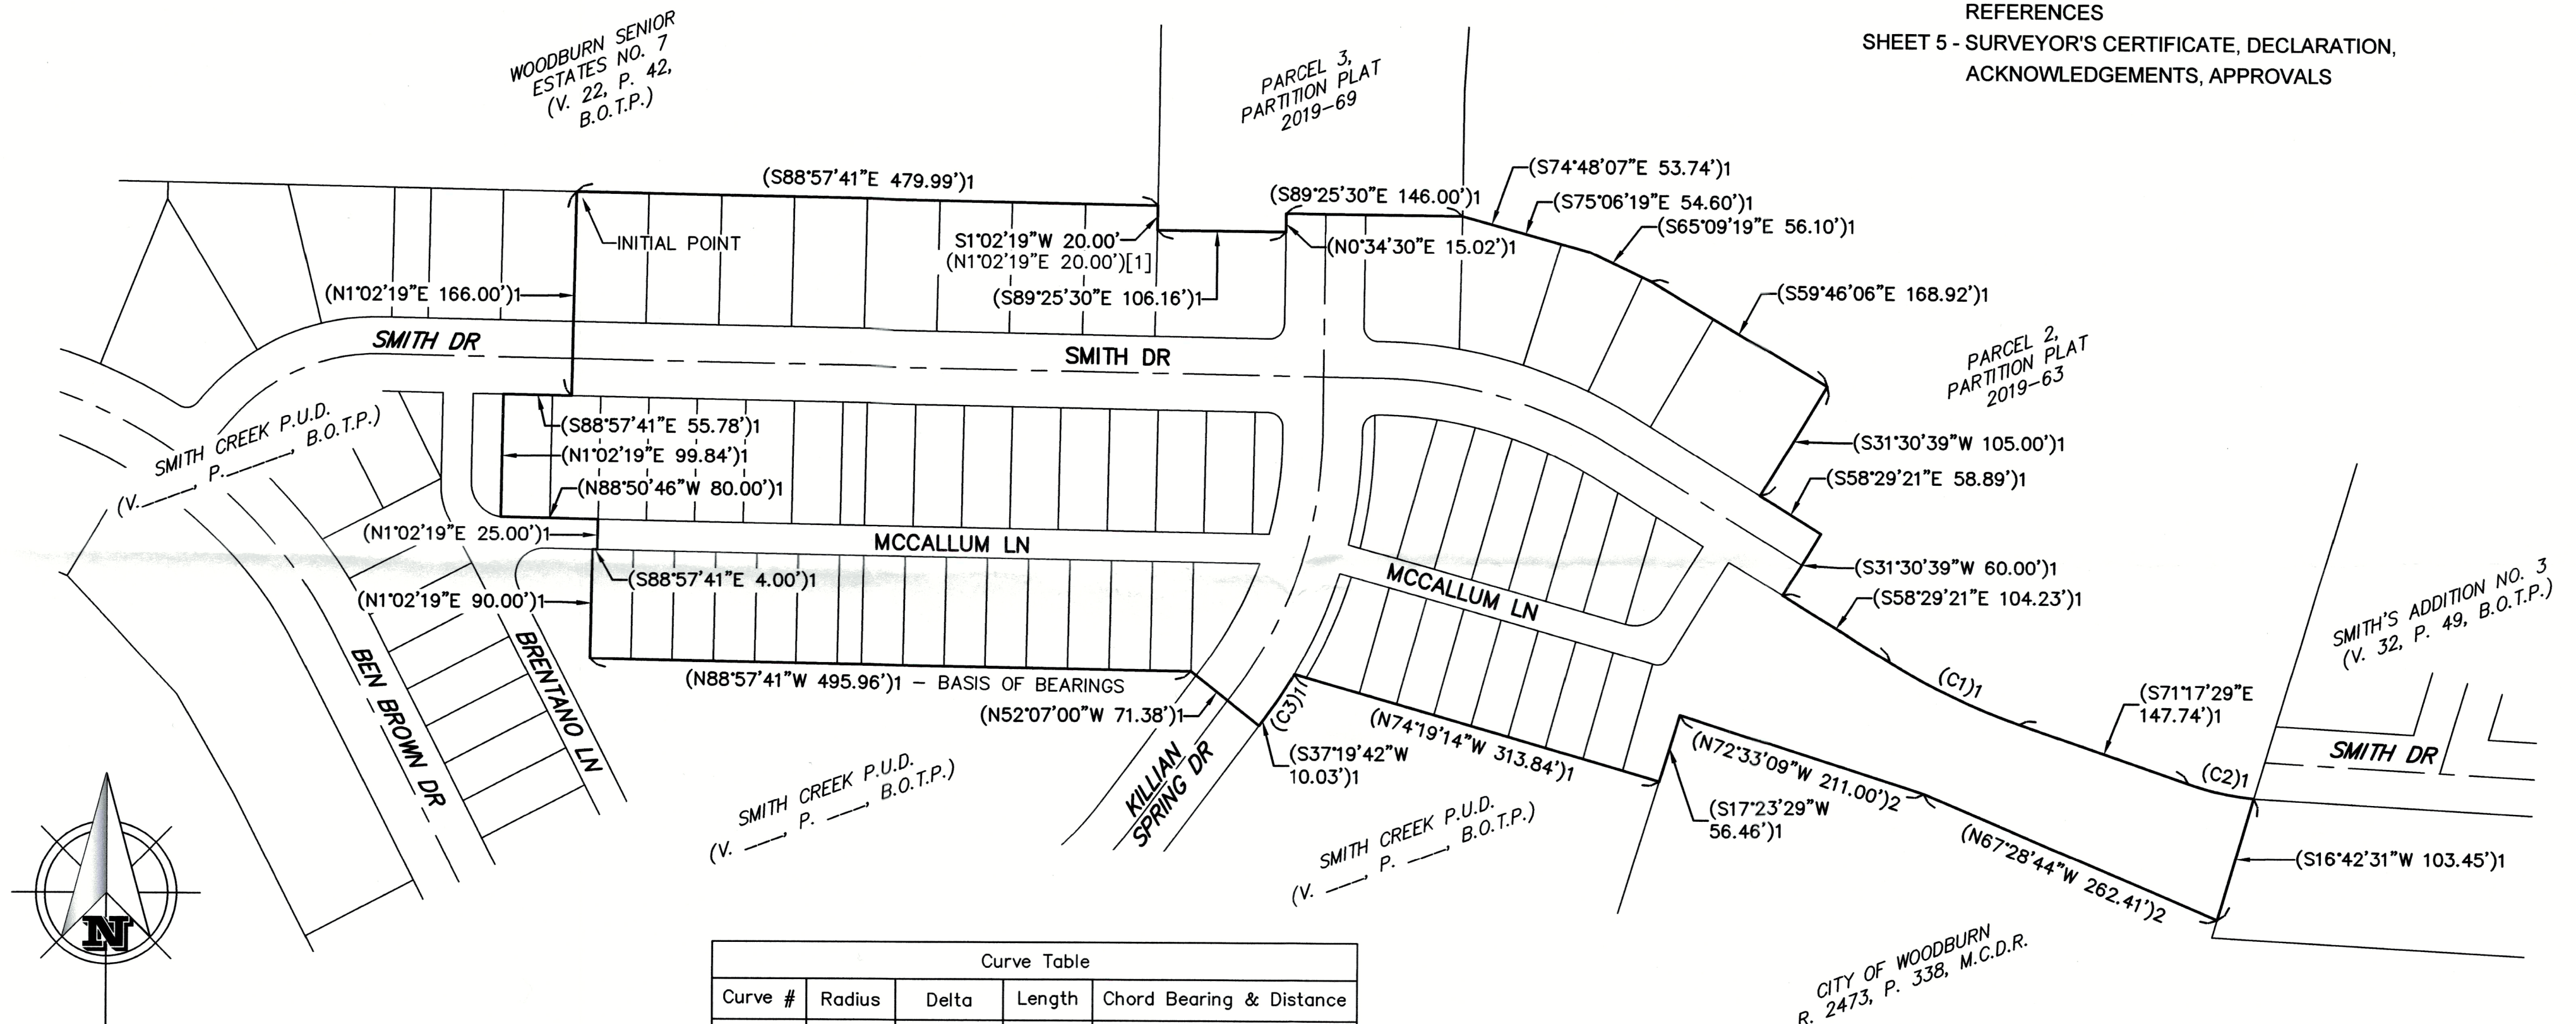 REFERENCES
SHEET 5 - SURVEYOR'S CERTIFICATE, DECLARATION,
ACKNOWLEDGEMENTS, APPROVALS
WOODBURN SENIOR
ESTATES NO. 7
(V. 22, P. 42,
B.O.T.P.)
PARCEL 3,
PARTITION PLAT
2019-69
(S88°57'41"E 479.99')1
(S89°25'30"E 146.00')1
(S74°48'07"E 53.74')1
(S75°06'19"E 54.60')1
(S65°09'19"E 56.10')1
INITIAL POINT
S1°02'19"W 20.00'
(N1°02'19"E 20.00')[1]
(N0°34'30"E 15.02')1
(S89°25'30"E 106.16')1
(N1°02'19"E 166.00')1
(S59°46'06"E 168.92')1
SMITH DR
SMITH DR
PARCEL 2,
PARTITION PLAT
2019-63
SMITH CREEK P.U.D.
(V.____, P.______, B.O.T.P.)
(S88°57'41"E 55.78')1
(N1°02'19"E 99.84')1
(N88°50'46"W 80.00')1
(S31°30'39"W 105.00')1
(S58°29'21"E 58.89')1
(N1°02'19"E 25.00')1
MCCALLUM LN
(S88°57'41"E 4.00')1
(N1°02'19"E 90.00')1
MCCALLUM LN
(S31°30'39"W 60.00')1
(S58°29'21"E 104.23')1
SMITH'S ADDITION NO. 3
(V. 32, P. 49, B.O.T.P.)
BEN BROWN DR
BRENTANO LN
(N88°57'41"W 495.96')1 - BASIS OF BEARINGS
(N52°07'00"W 71.38')1
(C3)1
(C1)1
(S71°17'29"E
147.74')1
(N74°19'14"W 313.84')1
(N72°33'09"W 211.00')2
(C2)1
SMITH DR
KILLIAN
SPRING DR
(S37°19'42"W
10.03')1
SMITH CREEK P.U.D.
(V. ___, P. ____, B.O.T.P.)
SMITH CREEK P.U.D.
(V. ___, P. ____, B.O.T.P.)
(S17°23'29"W
56.46')1
(N67°28'44"W 262.41')2
(S16°42'31"W 103.45')1
N
CITY OF WOODBURN
R. 2473, P. 338, M.C.D.R.
Curve Table
Curve # Radius Delta Length Chord Bearing & Distance